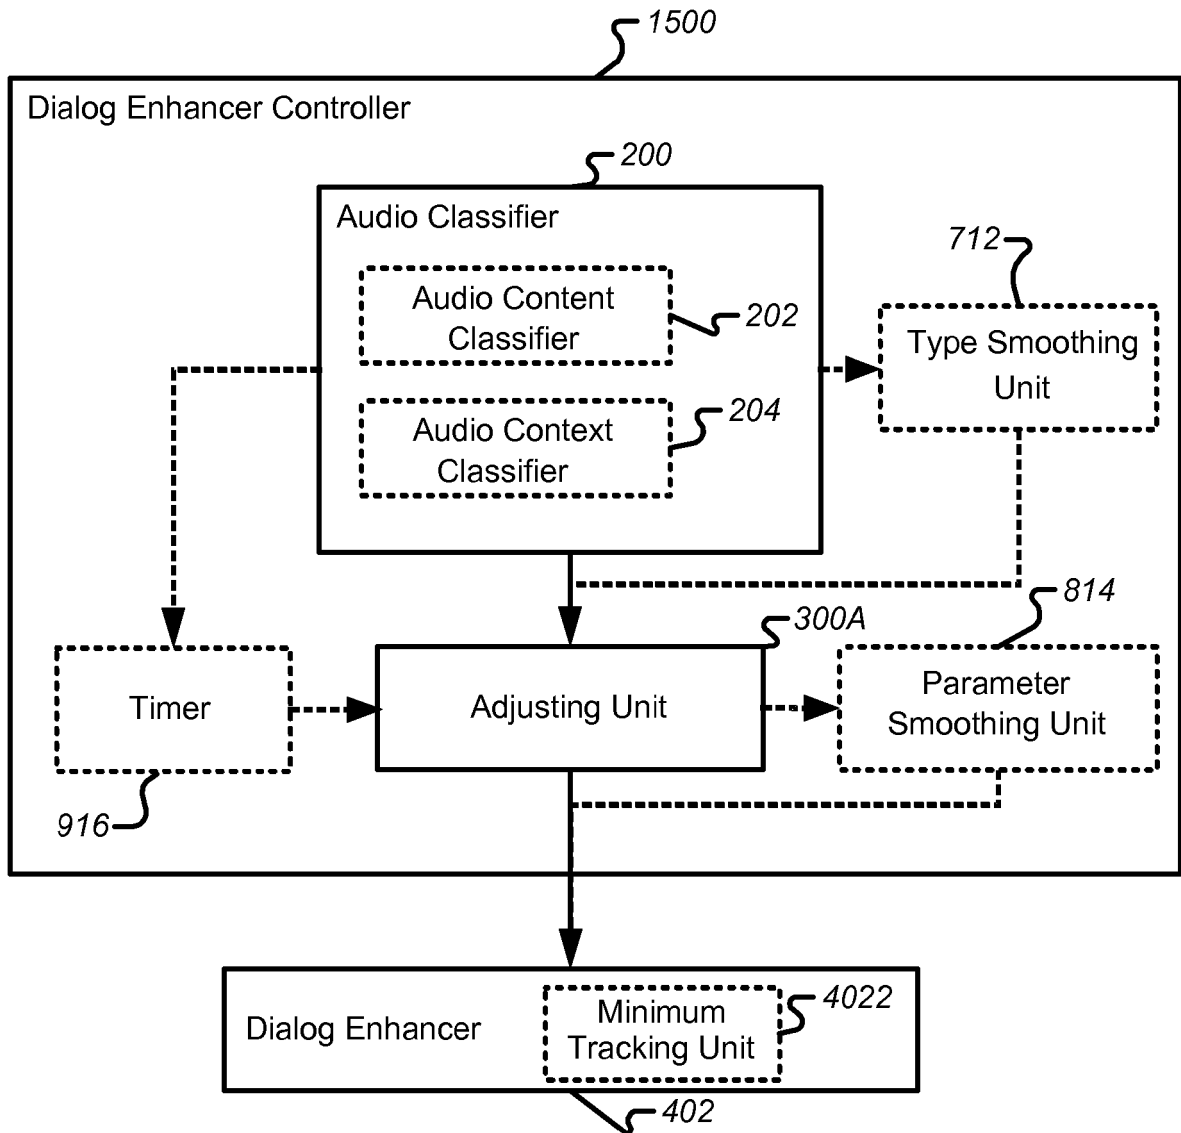 1500
Dialog Enhancer Controller
200
Audio Classifier
712
Audio Content
Classifier
202
Type Smoothing
Unit
204
Audio Context
Classifier
814
300A
Timer
Adjusting Unit
Parameter
Smoothing Unit
916
4022
Dialog Enhancer
Minimum
Tracking Unit
402